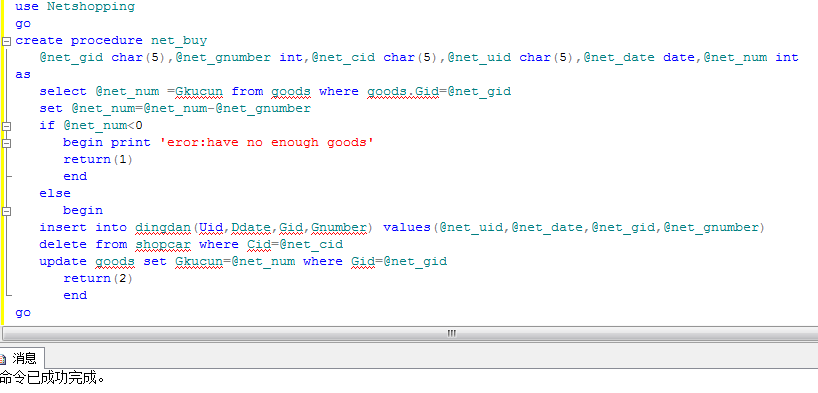 use Netshopping
go
create procedure net_buy
@net_gid char(5),@net_gnumber int,@net_cid char(5),@net_uid char(5),@net_date date,@net_num int
as
select @net_num =Gkucun from goods where goods.Gid=@net_gid
set @net_num=@net_num-@net_gnumber
if @net_num<0
begin print 'eror:have no enough goods'
return(1)
end
else
begin
insert into dingdan(Uid,Ddate,Gid,Gnumber) values(@net_uid,@net_date,@net_gid,@net_gnumber)
delete from shopcar where Cid=@net_cid
update goods set Gkucun=@net_num where Gid=@net_gid
return(2)
end
go
消息
命令已成功完成。